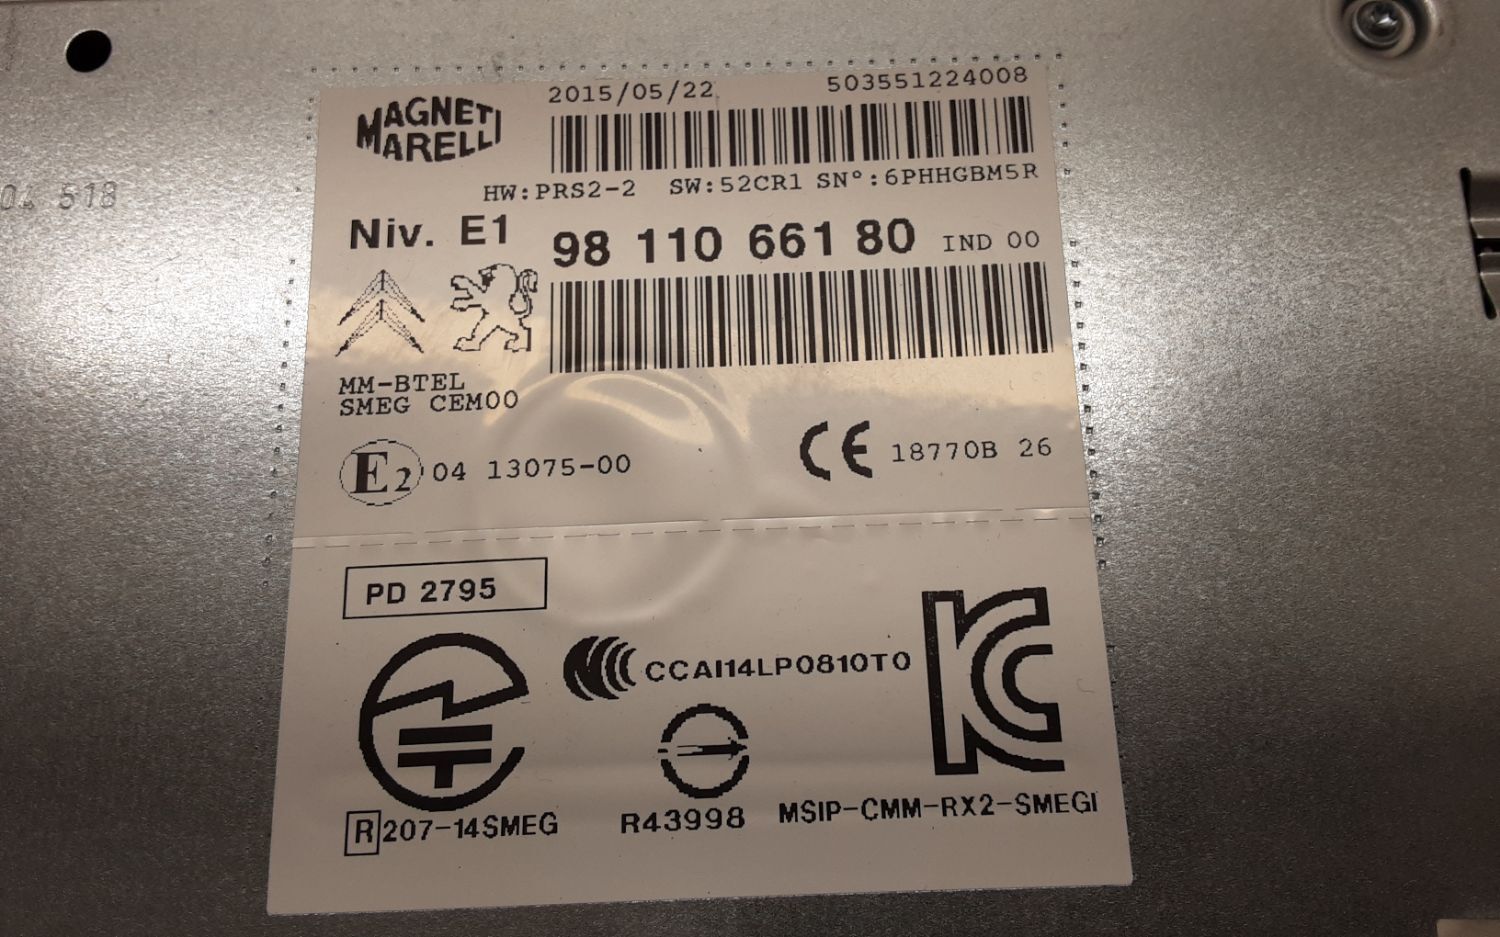 2015/05/22 503551224008
MAGNETI
MARELLI
HW:PRS2-2 SW:52CR1 SN°:6PHHGBM5R
Niv. E1 98 110 661 80 IND 00
MM-BTEL
SMEG CEM00
E2 04 13075-00 CE 18770B 26
PD 2795
CCAI14LP0810T0
KC
R 207-14SMEG R43998 MSIP-CMM-RX2-SMEGI
04 518